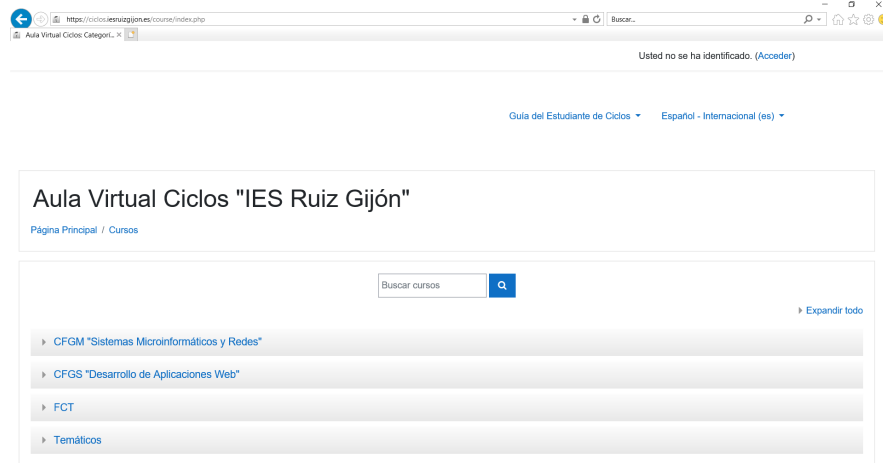 https://ciclos.iesruizgijon.es/course/index.php
Buscar...
Aula Virtual Ciclos: Categorí...
Usted no se ha identificado. (Acceder)
Guía del Estudiante de Ciclos
Español - Internacional (es)
Aula Virtual Ciclos "IES Ruiz Gijón"
Página Principal / Cursos
Buscar cursos
Expandir todo
CFGM "Sistemas Microinformáticos y Redes"
CFGS "Desarrollo de Aplicaciones Web"
FCT
Temáticos